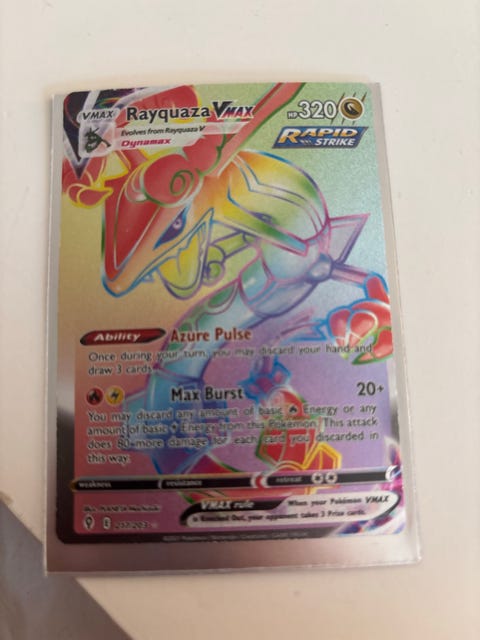 VMAX Rayquaza VMAX HP 320
Evolves from Rayquaza V
Dynamax
RAPID
STRIKE
Ability Azure Pulse
Once during your turn, you may discard your hand and
draw 3 cards.
Max Burst 20+
You may discard any amount of basic Energy or any
amount of basic Energy from this Pokémon. This attack
does 80 more damage for each card you discarded in
this way.
weakness resistance retreat
VMAX rule When your Pokémon VMAX
is Knocked Out, your opponent takes 3 Prize cards.
E 217/203